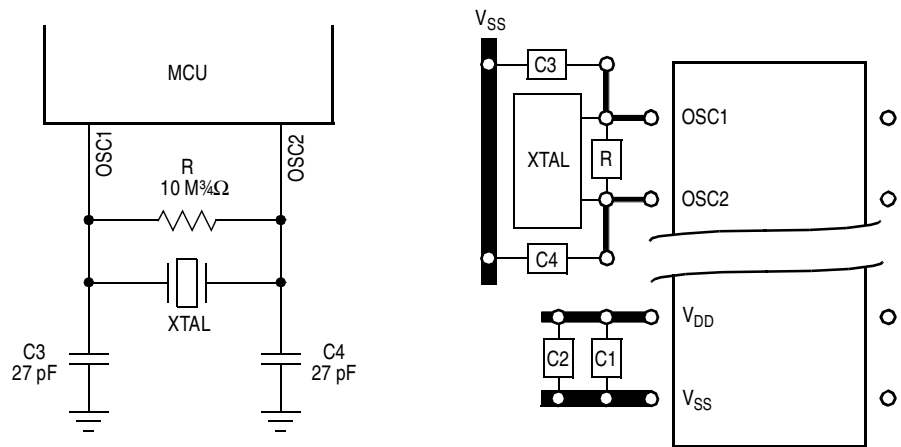 MCU
OSC1
OSC2
R
10 M¾Ω
XTAL
C3
27 pF
C4
27 pF
VSS
C3
OSC1
XTAL
R
OSC2
C4
VDD
C2
C1
VSS